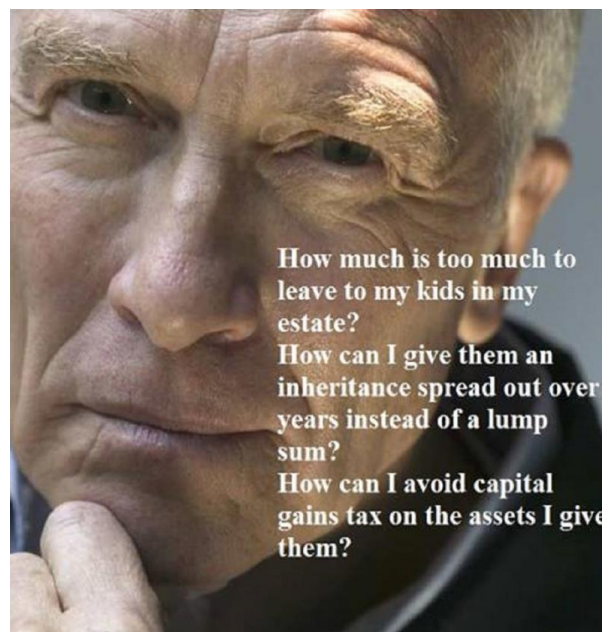 How much is too much to
leave to my kids in my
estate?
How can I give them an
inheritance spread out over
years instead of a lump
sum?
How can I avoid capital
gains tax on the assets I give
them?